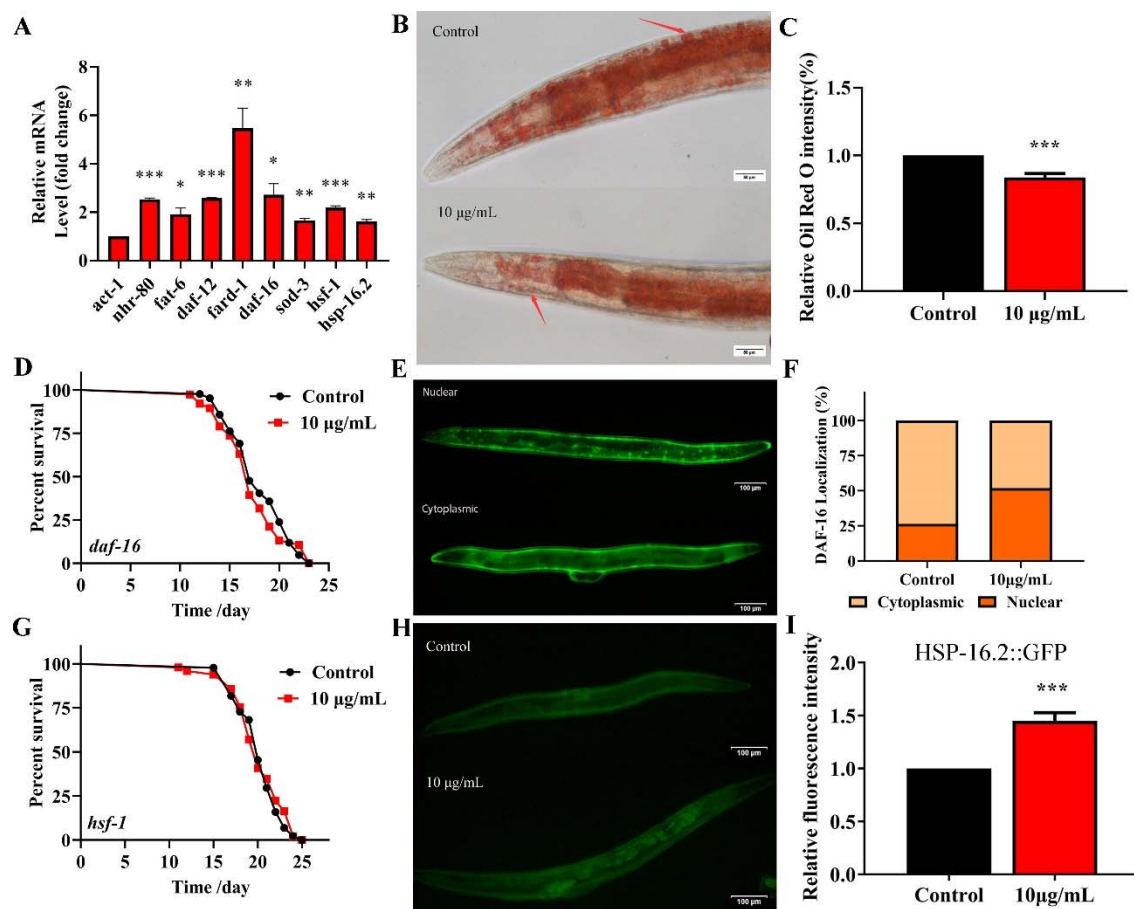 A
Relative mRNA
Level (fold change)
8
6
4
2
0
***
*
***
**
*
**
***
**
act-1
nhr-80
fat-6
daf-12
fard-1
daf-16
sod-3
hsf-1
hsp-16.2
B
Control
50 μm
10 μg/mL
50 μm
C
Relative Oil Red O intensity(%)
1.5
1.0
0.5
0.0
***
Control
10 μg/mL
D
Percent survival
100
75
50
25
0
Control
10 μg/mL
daf-16
0
5
10
15
20
25
Time /day
E
Nuclear
100 μm
Cytoplasmic
100 μm
F
DAF-16 Localization (%)
100
75
50
25
0
Control
10μg/mL
Cytoplasmic
Nuclear
G
Percent survival
100
75
50
25
0
Control
10 μg/mL
hsf-1
0
5
10
15
20
25
Time /day
H
Control
100 μm
10 μg/mL
100 μm
I
HSP-16.2::GFP
Relative fluorescence intensity
2.0
1.5
1.0
0.5
0.0
***
Control
10μg/mL